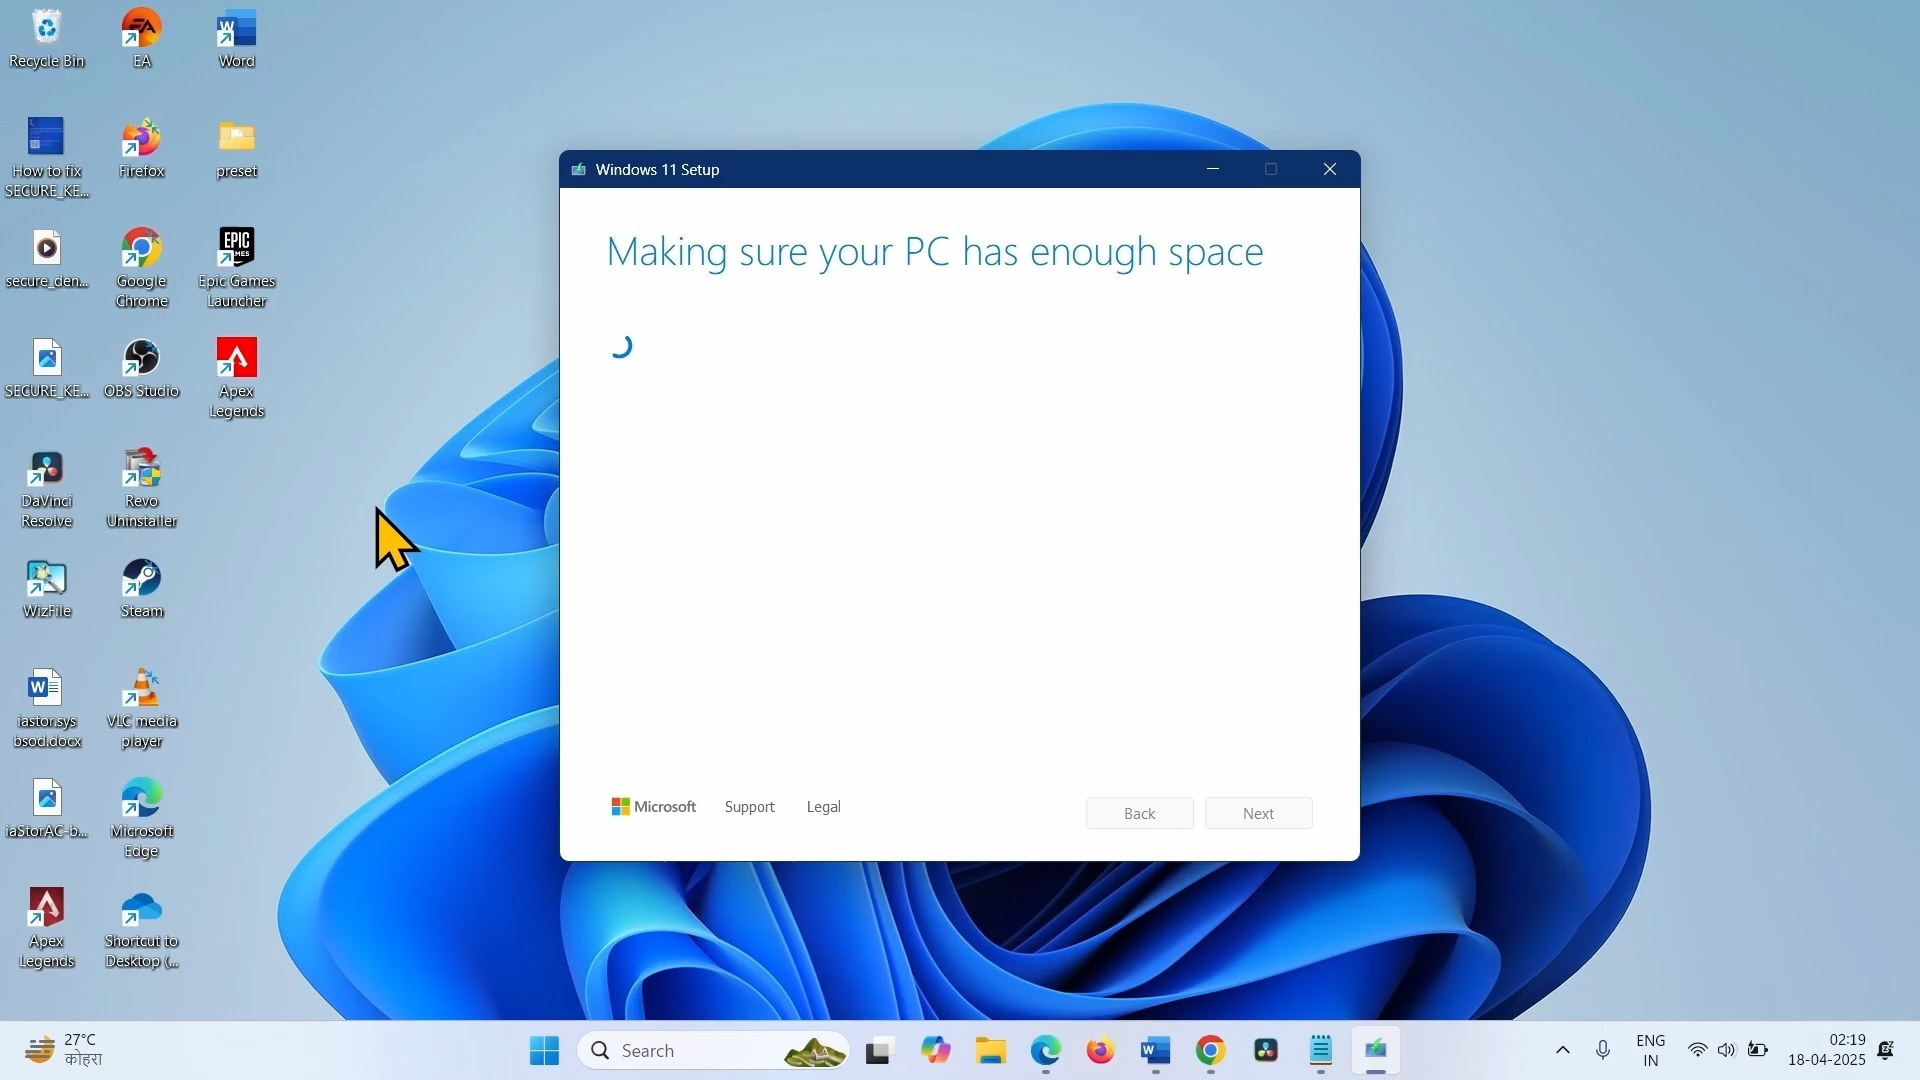 Recycle Bin
EA
Word
How to fix
SECURE_KE...
Firefox
preset
secure_den...
Google
Chrome
EPIC
GAMES
Epic Games
Launcher
SECURE_KE...
OBS Studio
Apex
Legends
DaVinci
Resolve
Revo
Uninstaller
WizFile
Steam
iastor.sys
bsod.docx
VLC media
player
iaStorAC-b...
Microsoft
Edge
Apex
Legends
Shortcut to
Desktop (...
Windows 11 Setup
Making sure your PC has enough space
Microsoft
Support
Legal
Back
Next
27°C
कोहरा
Search
ENG
IN
02:19
18-04-2025